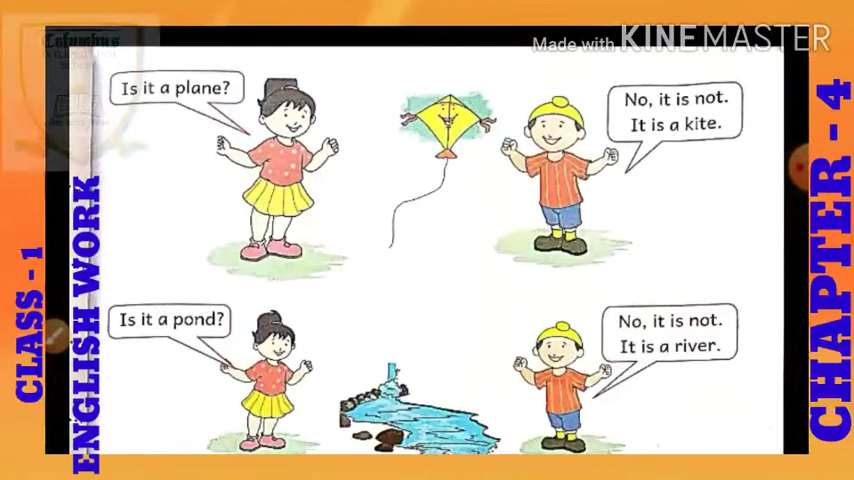 Columbus
Made with KINEMASTER
Is it a plane?
No, it is not.
It is a kite.
Is it a pond?
No, it is not.
It is a river.
CLASS - 1
ENGLISH WORK
CHAPTER - 4